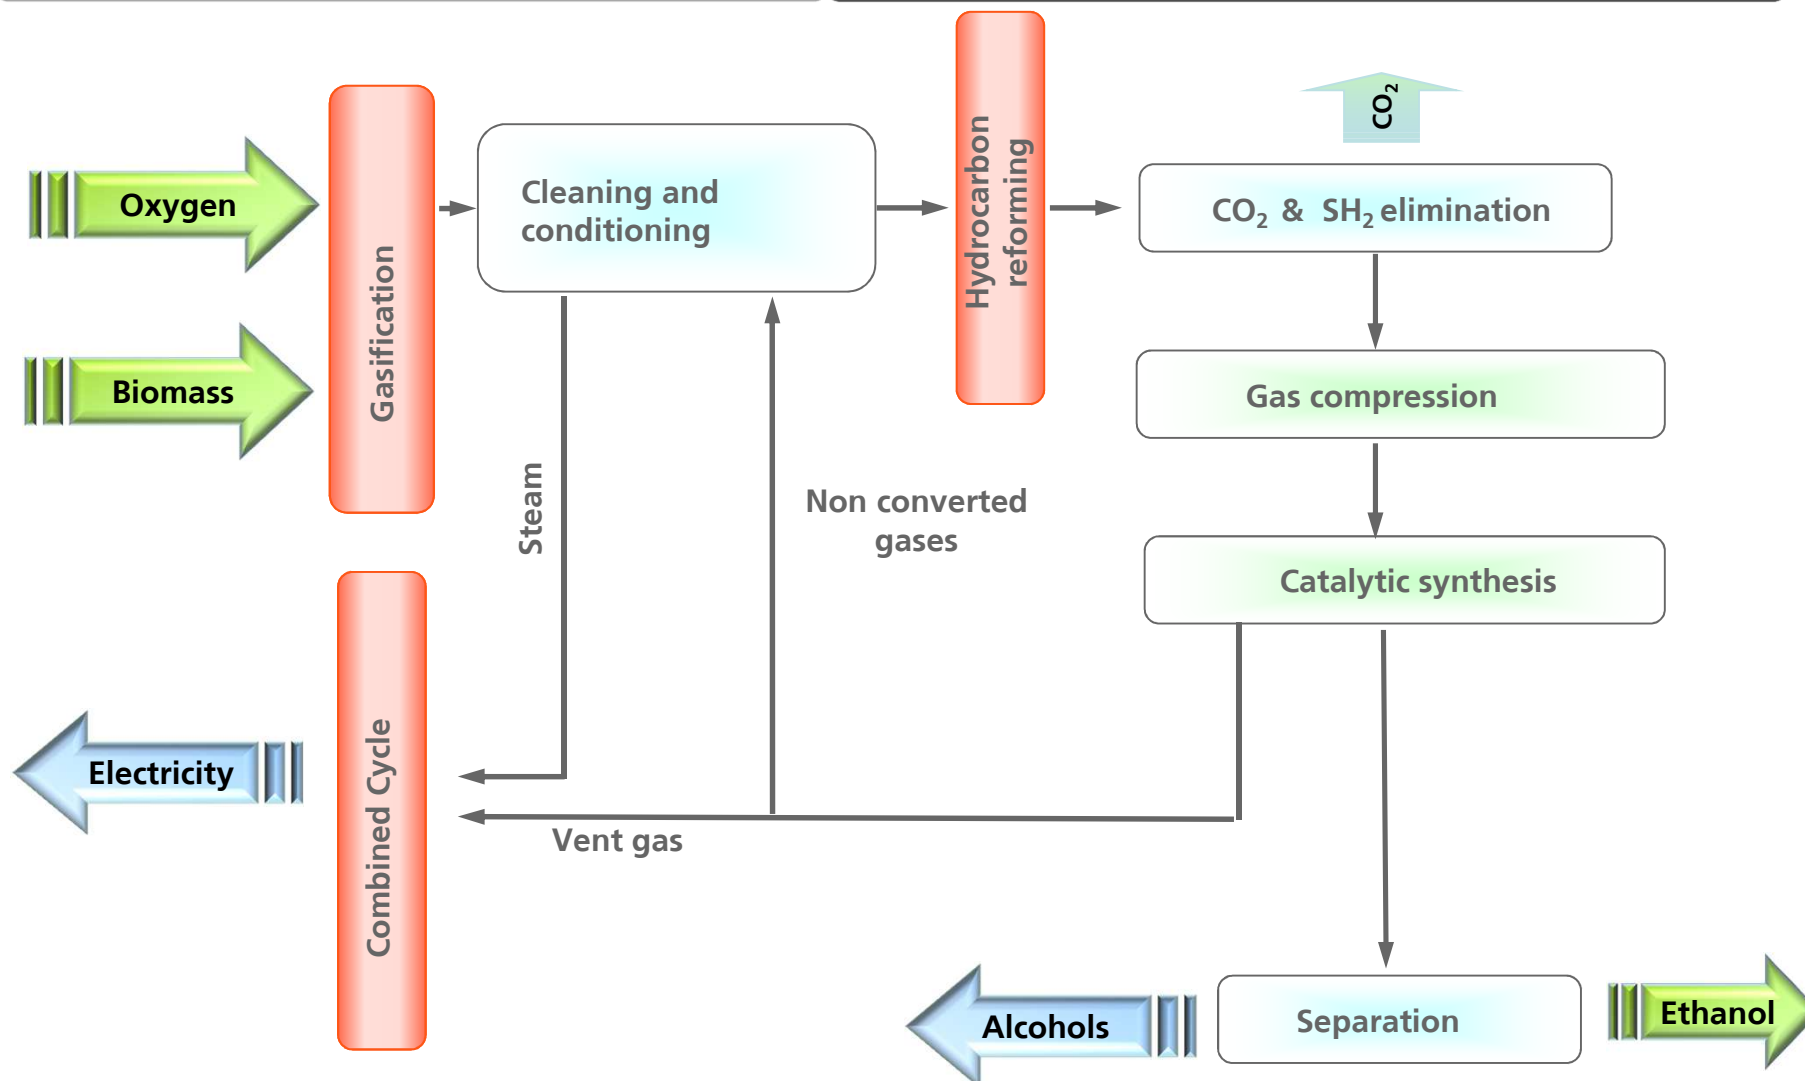 CO₂
Oxygen
Cleaning and
conditioning
Hydrocarbon
reforming
CO₂ & SH₂ elimination
Gasification
Biomass
Gas compression
Steam
Non converted
gases
Catalytic synthesis
Electricity
Combined Cycle
Vent gas
Alcohols
Separation
Ethanol